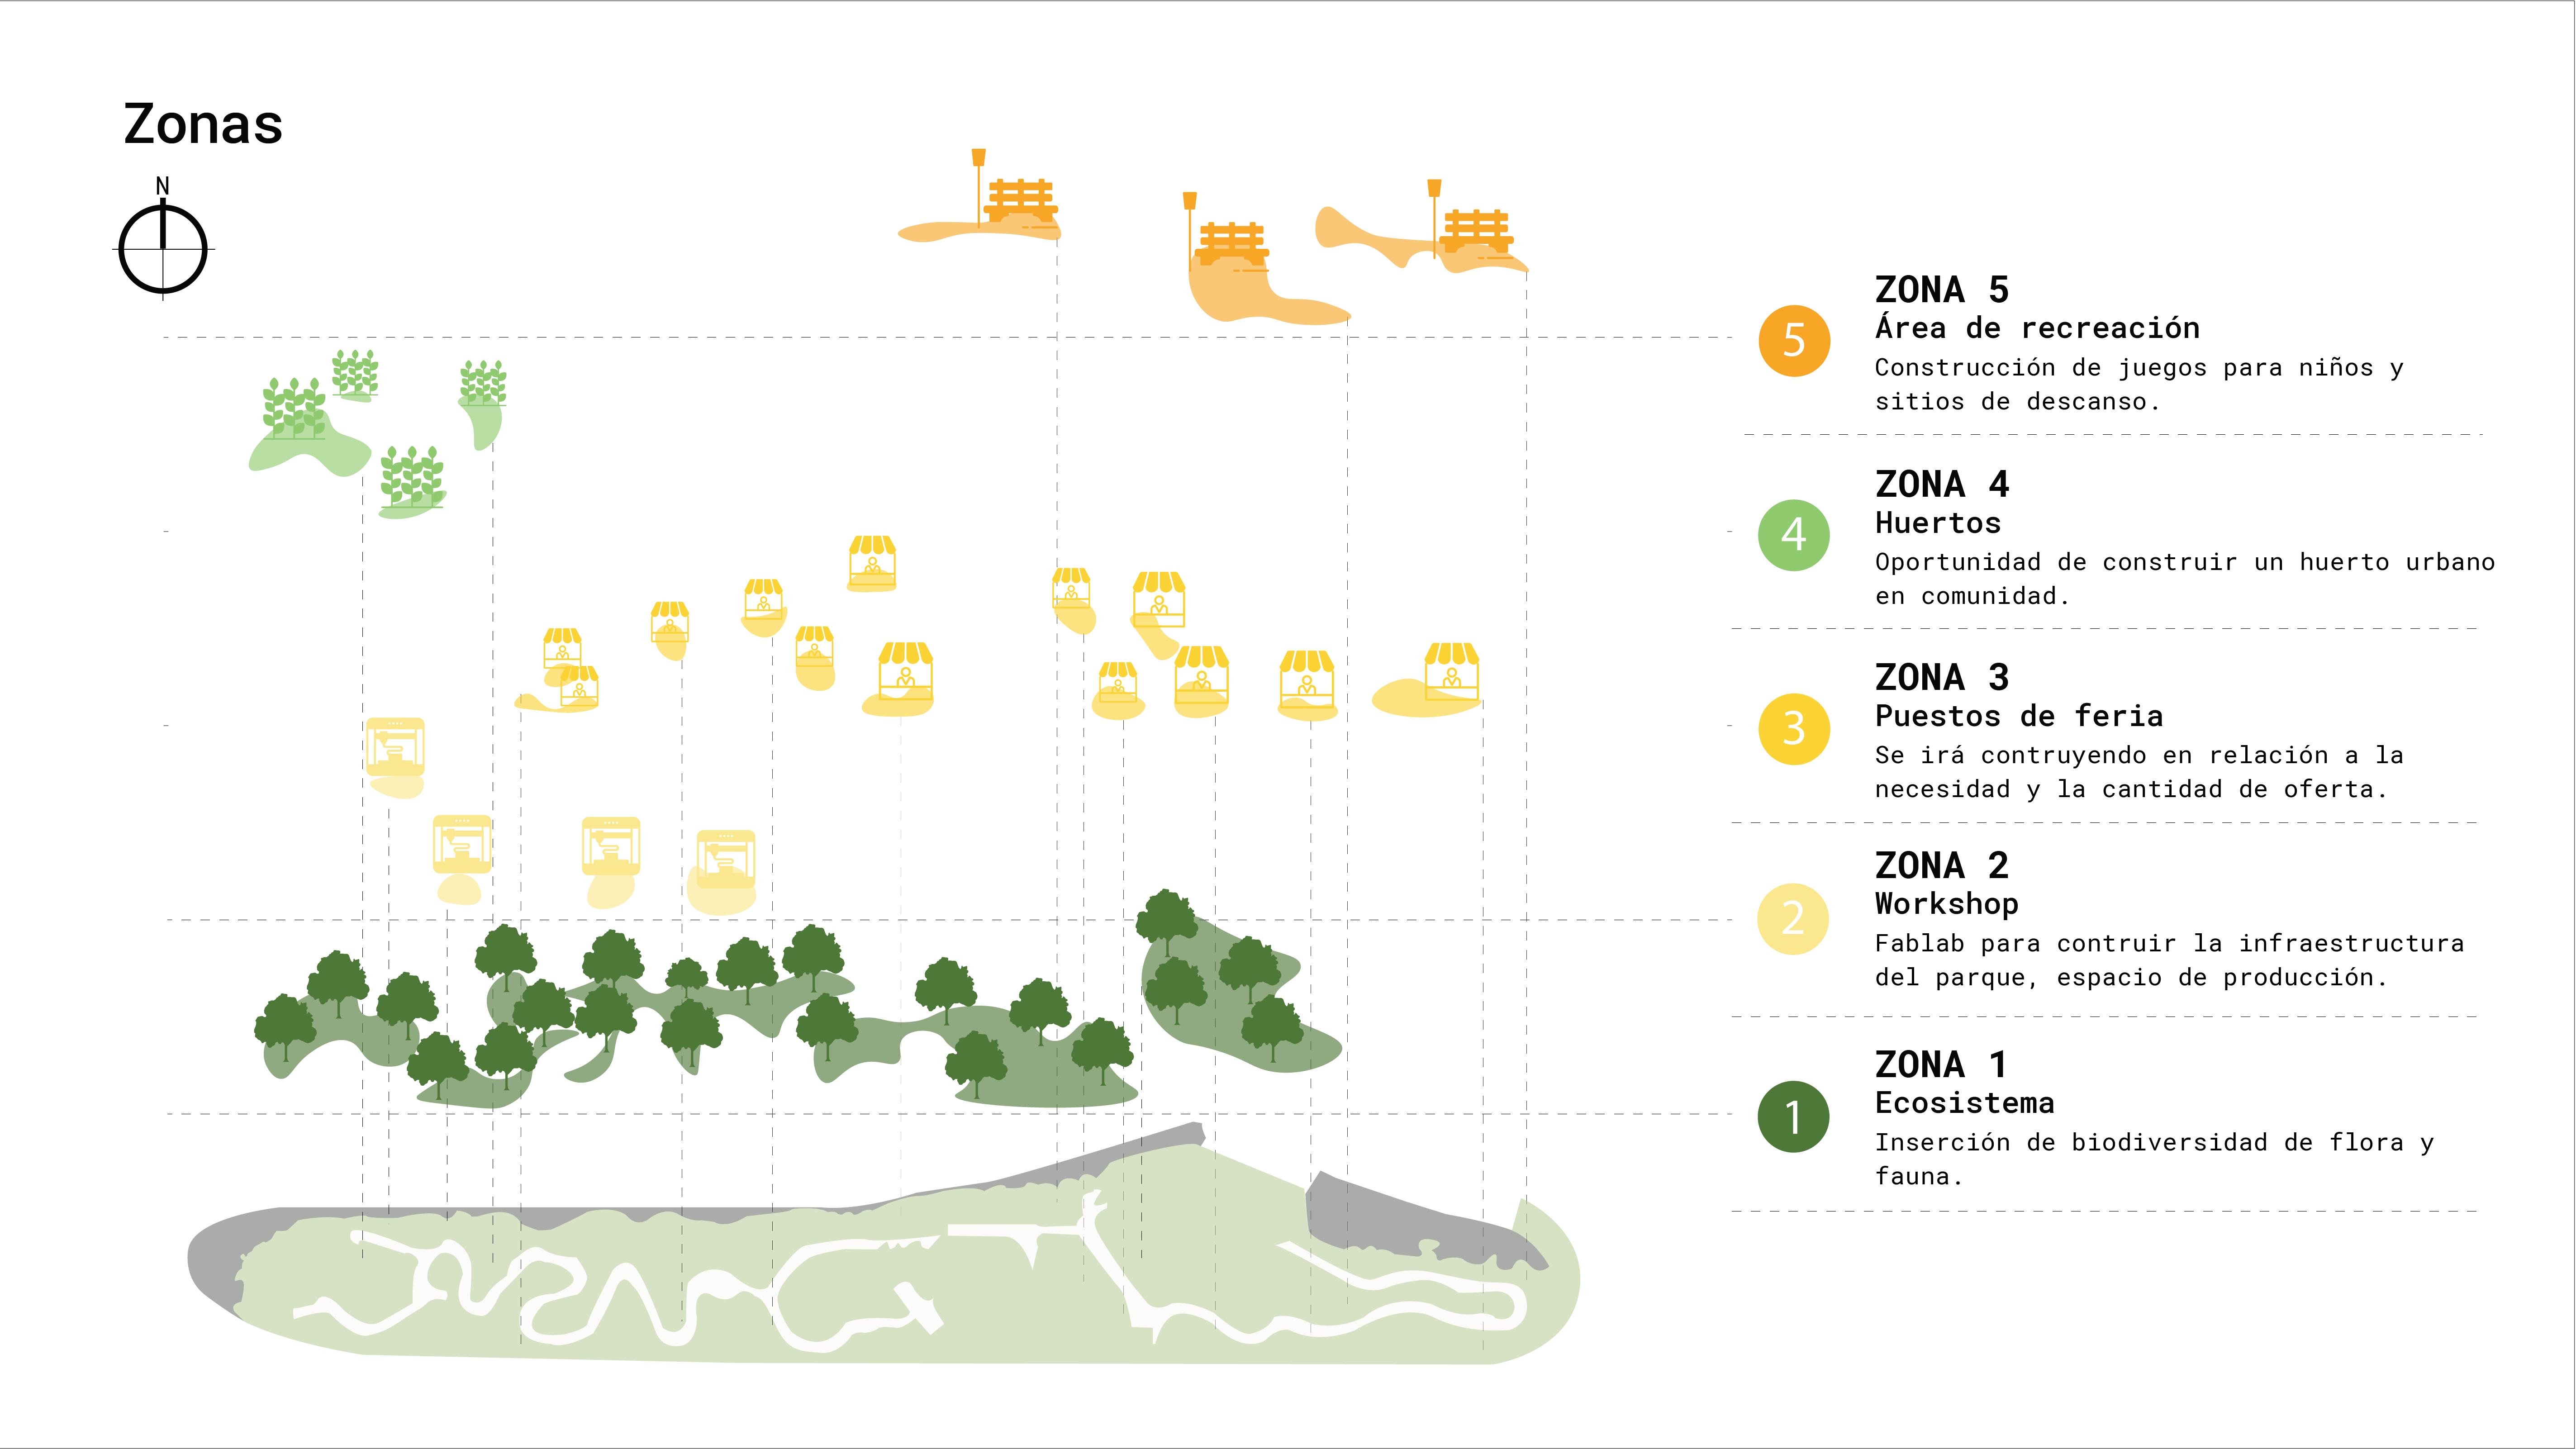 Zonas
N
5
ZONA 5
Área de recreación
Construcción de juegos para niños y
sitios de descanso.
4
ZONA 4
Huertos
Oportunidad de construir un huerto urbano
en comunidad.
3
ZONA 3
Puestos de feria
Se irá contruyendo en relación a la
necesidad y la cantidad de oferta.
2
ZONA 2
Workshop
Fablab para contruir la infraestructura
del parque, espacio de producción.
1
ZONA 1
Ecosistema
Inserción de biodiversidad de flora y
fauna.